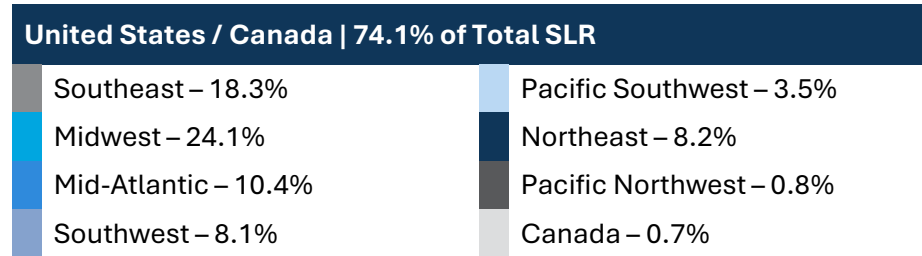 United States / Canada | 74.1% of Total SLR
Southeast – 18.3%
Midwest – 24.1%
Mid-Atlantic – 10.4%
Southwest – 8.1%
Pacific Southwest – 3.5%
Northeast – 8.2%
Pacific Northwest – 0.8%
Canada – 0.7%